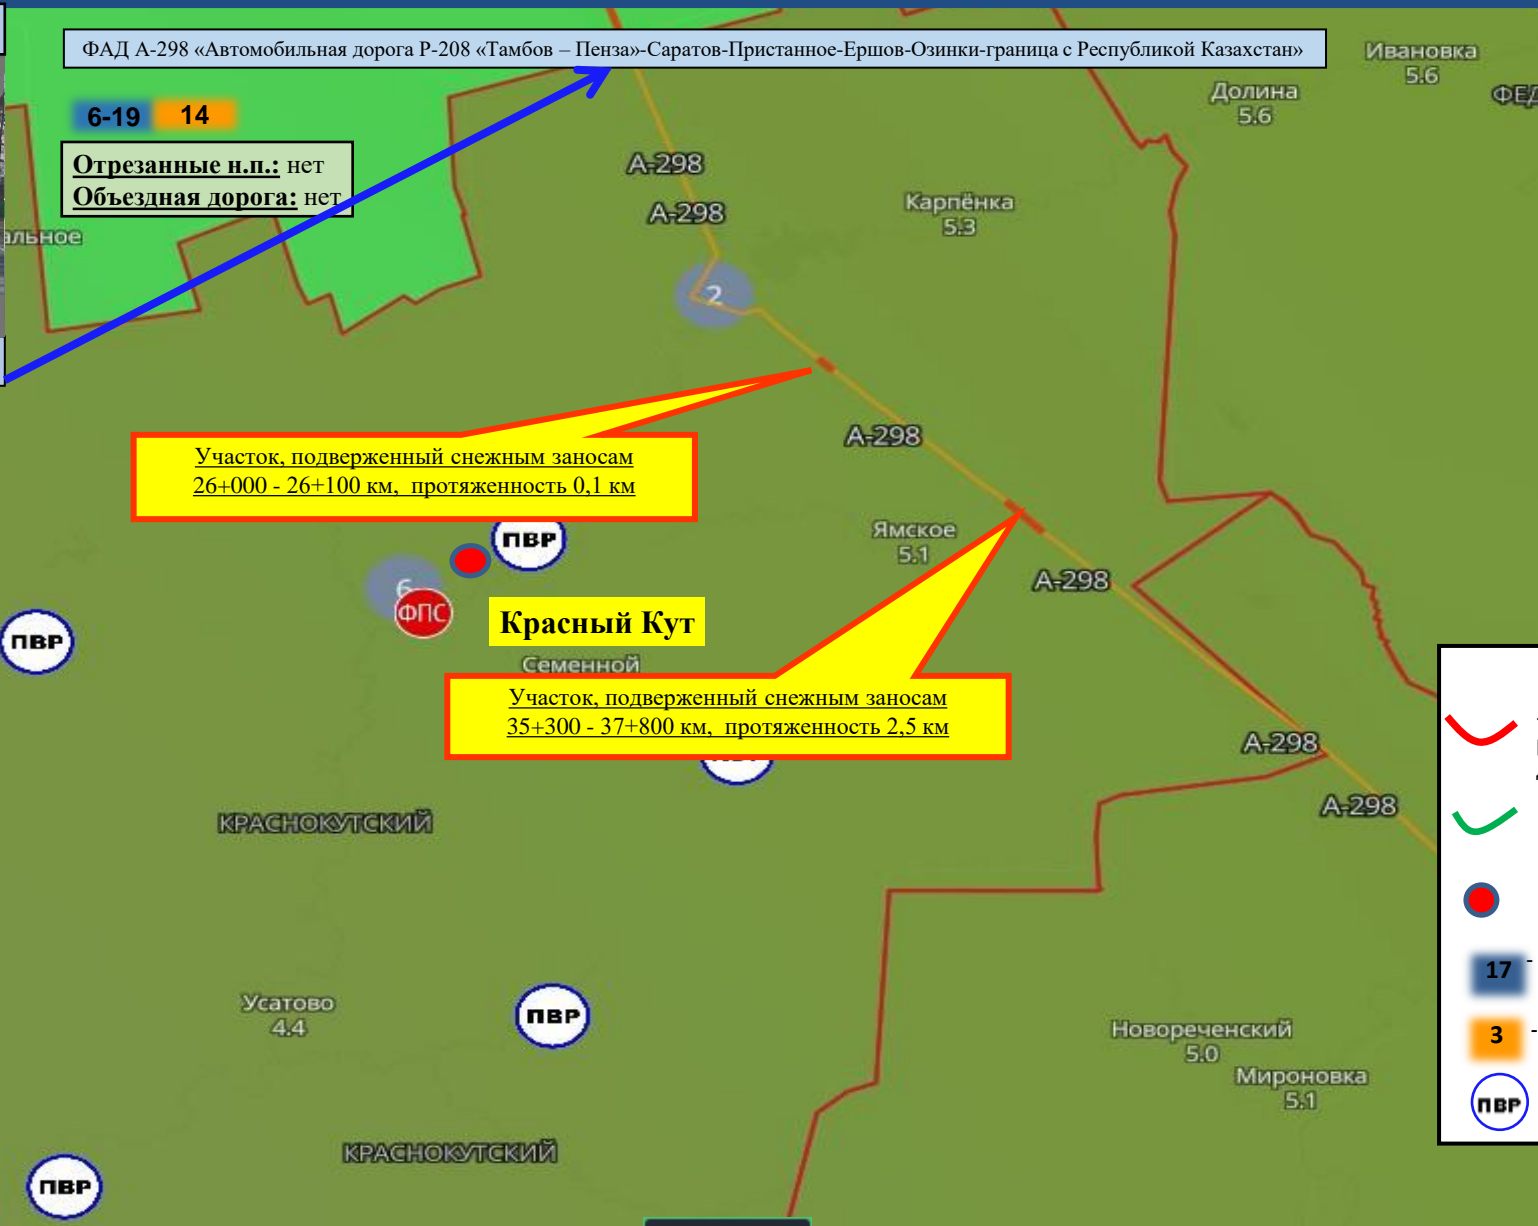 ФАД А-298 «Автомобильная дорога Р-208 «Тамбов – Пенза»-Саратов-Пристанное-Ершов-Озинки-граница с Республикой Казахстан»
Ивановка
5.6
Долина
5.6
ФЕД
6-19 14
Отрезанные н.п.: нет
Объездная дорога: нет
А-298
А-298
Карпёнка
5.3
альное
2
Участок, подверженный снежным заносам
26+000 - 26+100 км, протяженность 0,1 км
А-298
ПВР
Ямское
5.1
А-298
6
ФПС
ПВР
Красный Кут
Семенной
Участок, подверженный снежным заносам
35+300 - 37+800 км, протяженность 2,5 км
А-298
А-298
КРАСНОКУТСКИЙ
17 -
Усатово
4.4
ПВР
Новореченский
5.0
3 -
Мироновка
5.1
ПВР
КРАСНОКУТСКИЙ
ПВР